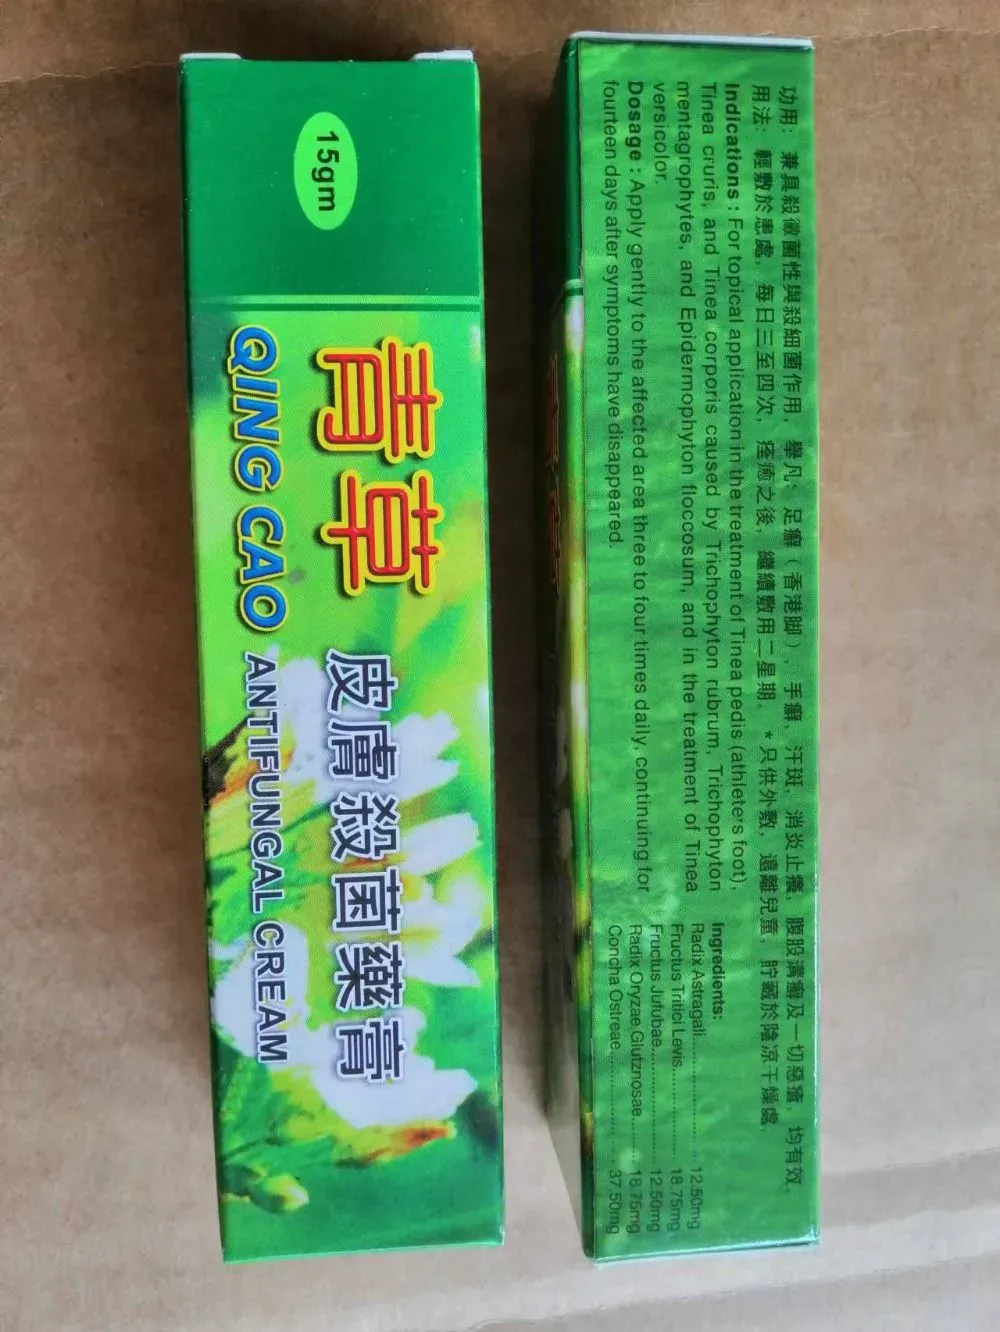 15gm
青草 皮膚殺菌藥膏
QING CAO ANTIFUNGAL CREAM
功用：兼具殺黴菌性與殺細菌作用，舉凡：足癬（香港脚），手癬，汗斑，消炎止癢，腹股溝癬及一切惡瘡，均有效，
用法：輕敷於患處，每日三至四次，痊癒之後，繼續敷用二星期。*只供外敷，遠離兒童，貯藏於陰凉干燥處，
Indications : For topical application in the treatment of Tinea pedis (athlete's foot),
Tinea cruris, and Tinea corporis caused by Trichophyton rubrum, Trichophyton
mentagrophytes, and Epidermophyton floccosum, and in the treatment of Tinea
versicolor.
Dosage : Apply gently to the affected area three to four times daily, continuing for
fourteen days after symptoms have disappeared.
Ingredients:
Radix Astragali.................... 12.50mg
Fructus Tritici Levis.................. 18.75mg
Fructus Jufubae.................... 12.50mg
Radix Oryzae Glutznosae......... 18.75mg
Concha Ostreae.................... 37.50mg